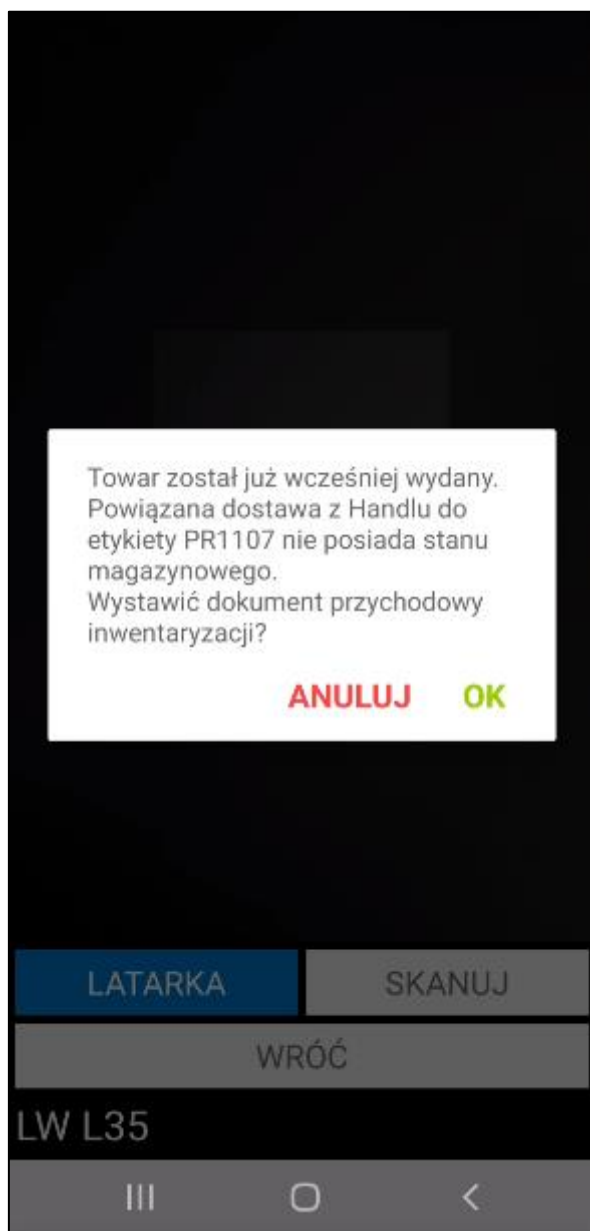 Towar został już wcześniej wydany.
Powiązana dostawa z Handlu do
etykiety PR1107 nie posiada stanu
magazynowego.
Wystawić dokument przychodowy
inwentaryzacji?
ANULUJ OK
LATARKA SKANUJ
WRÓĆ
LW L35